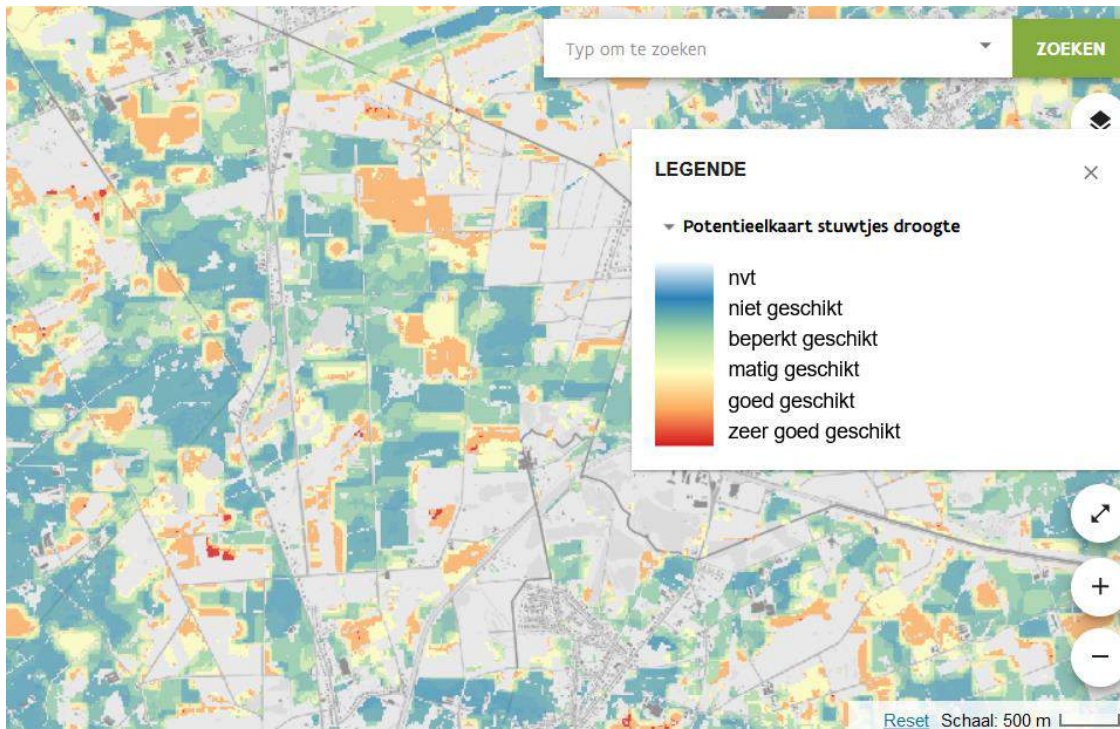 Typ om te zoeken
ZOEKEN
LEGENDE
Potentieelkaart stuwtjes droogte
nvt
niet geschikt
beperkt geschikt
matig geschikt
goed geschikt
zeer goed geschikt
Reset Schaal: 500 m